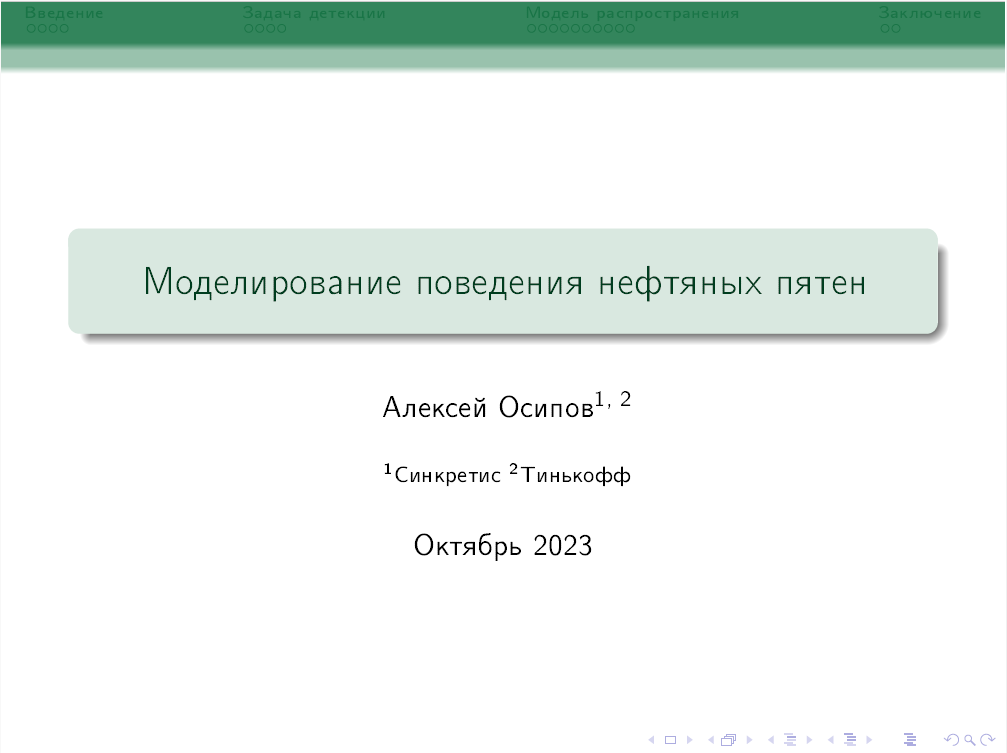 Введение Задача детекции Модель распространения Заключение
Моделирование поведения нефтяных пятен
Алексей Осипов1, 2
1Синкретис 2Тинькофф
Октябрь 2023